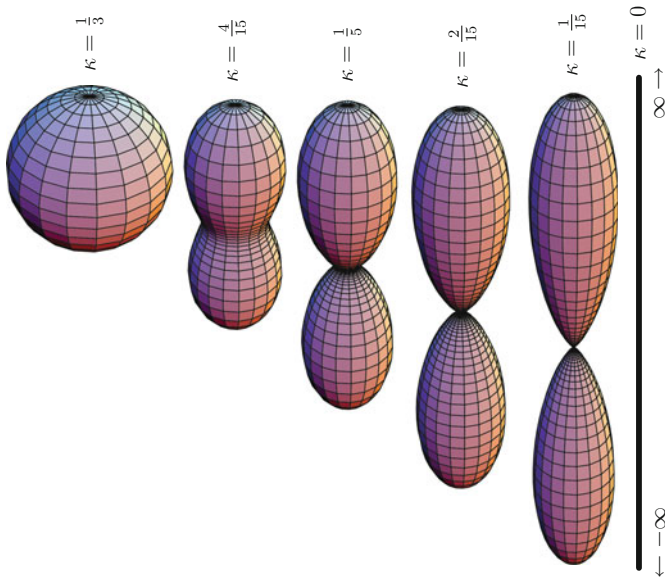 κ = 1/3
κ = 4/15
κ = 1/5
κ = 2/15
κ = 1/15
κ = 0
← −∞
∞ →